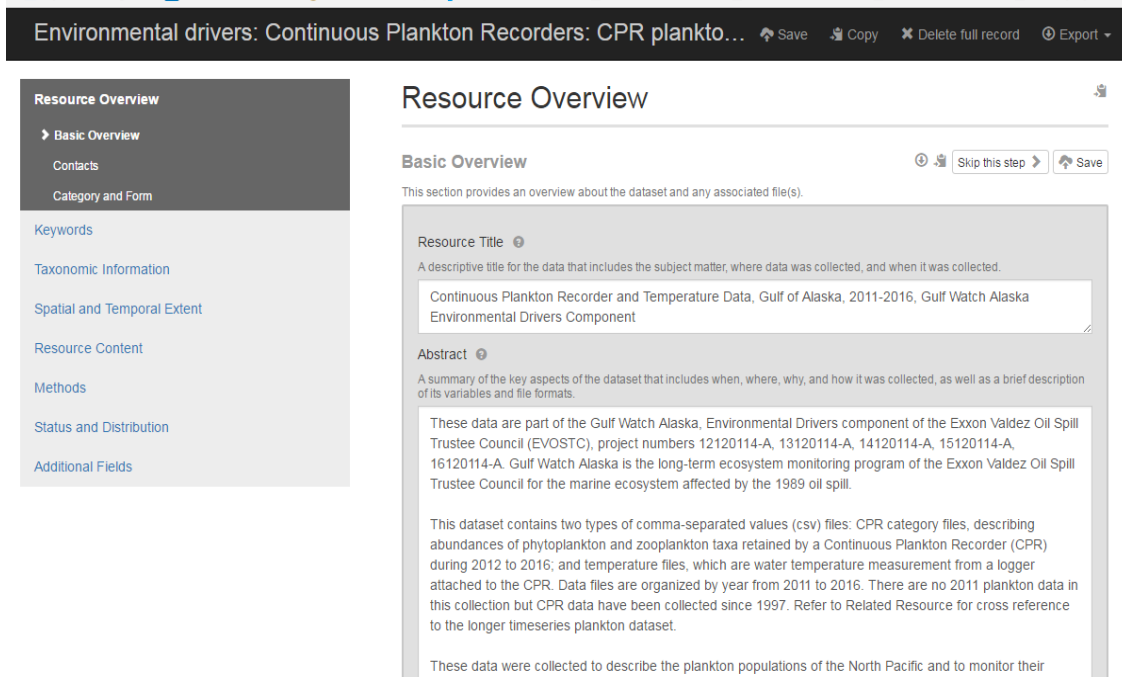 Environmental drivers: Continuous Plankton Recorders: CPR plankto... Save Copy Delete full record Export
Resource Overview
Basic Overview
Contacts
Category and Form
Keywords
Taxonomic Information
Spatial and Temporal Extent
Resource Content
Methods
Status and Distribution
Additional Fields
Resource Overview
Basic Overview Skip this step Save
This section provides an overview about the dataset and any associated file(s).
Resource Title
A descriptive title for the data that includes the subject matter, where data was collected, and when it was collected.
Continuous Plankton Recorder and Temperature Data, Gulf of Alaska, 2011-2016, Gulf Watch Alaska
Environmental Drivers Component
Abstract
A summary of the key aspects of the dataset that includes when, where, why, and how it was collected, as well as a brief description
of its variables and file formats.
These data are part of the Gulf Watch Alaska, Environmental Drivers component of the Exxon Valdez Oil Spill
Trustee Council (EVOSTC), project numbers 12120114-A, 13120114-A, 14120114-A, 15120114-A,
16120114-A. Gulf Watch Alaska is the long-term ecosystem monitoring program of the Exxon Valdez Oil Spill
Trustee Council for the marine ecosystem affected by the 1989 oil spill.
This dataset contains two types of comma-separated values (csv) files: CPR category files, describing
abundances of phytoplankton and zooplankton taxa retained by a Continuous Plankton Recorder (CPR)
during 2012 to 2016; and temperature files, which are water temperature measurement from a logger
attached to the CPR. Data files are organized by year from 2011 to 2016. There are no 2011 plankton data in
this collection but CPR data have been collected since 1997. Refer to Related Resource for cross reference
to the longer timeseries plankton dataset.
These data were collected to describe the plankton populations of the North Pacific and to monitor their